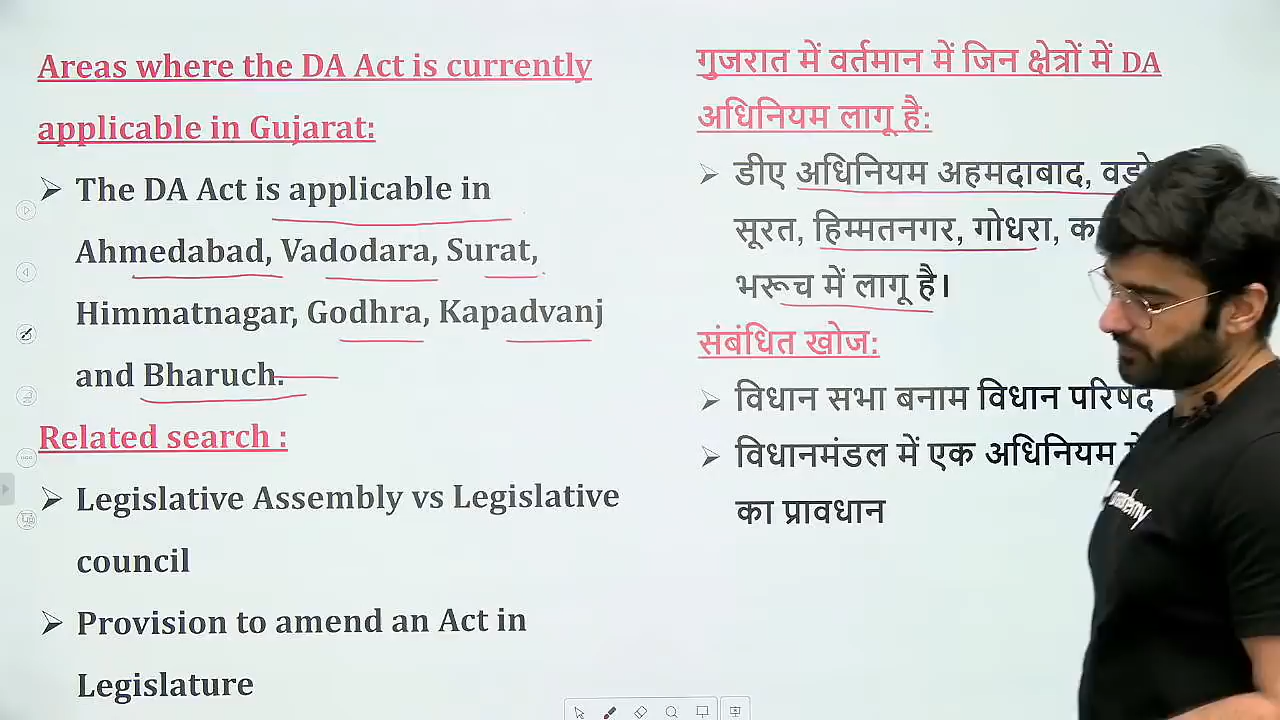 Areas where the DA Act is currently
applicable in Gujarat:
➢ The DA Act is applicable in
Ahmedabad, Vadodara, Surat,
Himmatnagar, Godhra, Kapadvanj
and Bharuch.
Related search :
➢ Legislative Assembly vs Legislative
council
➢ Provision to amend an Act in
Legislature
गुजरात में वर्तमान में जिन क्षेत्रों में DA
अधिनियम लागू है:
➢ डीए अधिनियम अहमदाबाद,
सूरत, हिम्मतनगर, गोधरा,
भरूच में लागू है।
संबंधित खोज:
➢ विधान सभा बनाम विधान परिषद
➢ विधानमंडल में एक अधिनियम
का प्रावधान